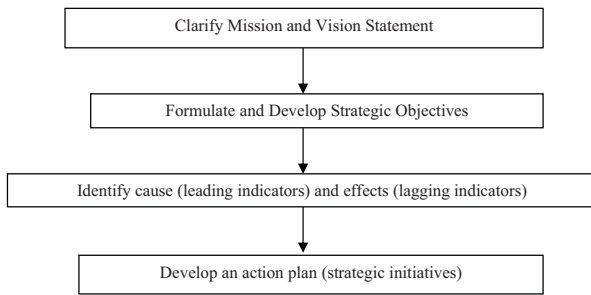 Clarify Mission and Vision Statement
Formulate and Develop Strategic Objectives
Identify cause (leading indicators) and effects (lagging indicators)
Develop an action plan (strategic initiatives)